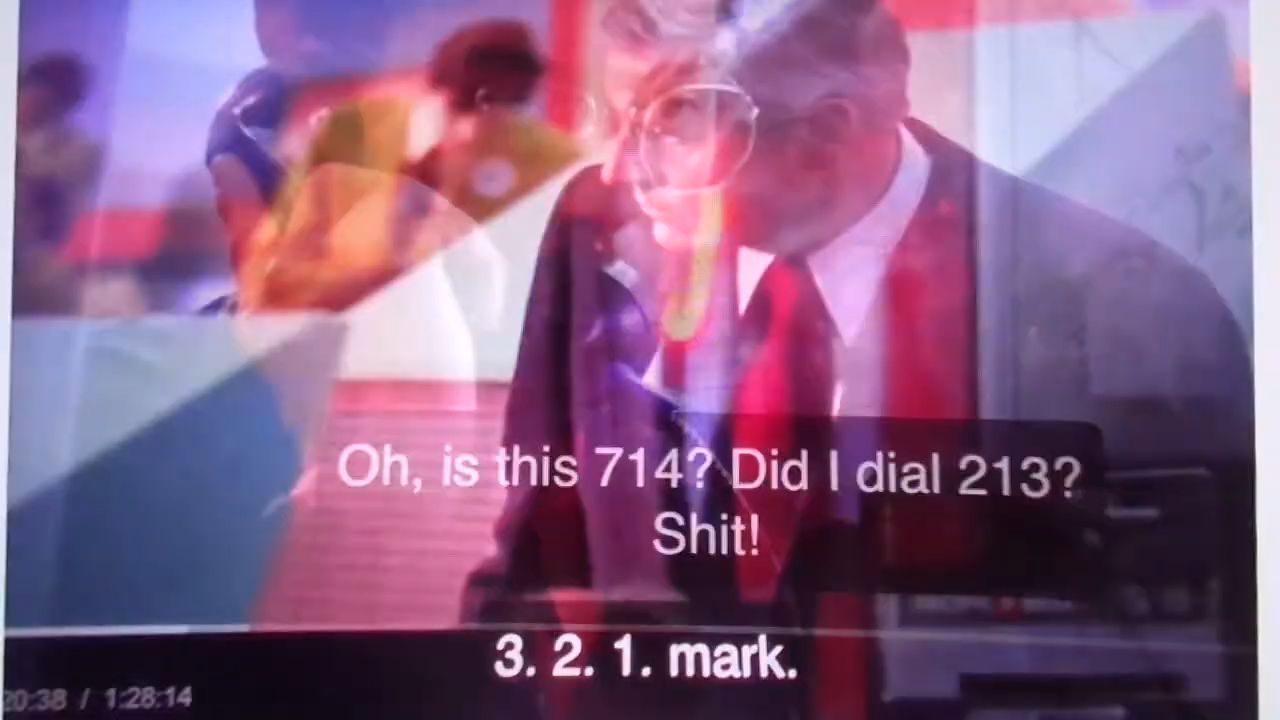 Oh, is this 714? Did I dial 213?
Shit!
3. 2. 1. mark.
20:38 / 1:28:14